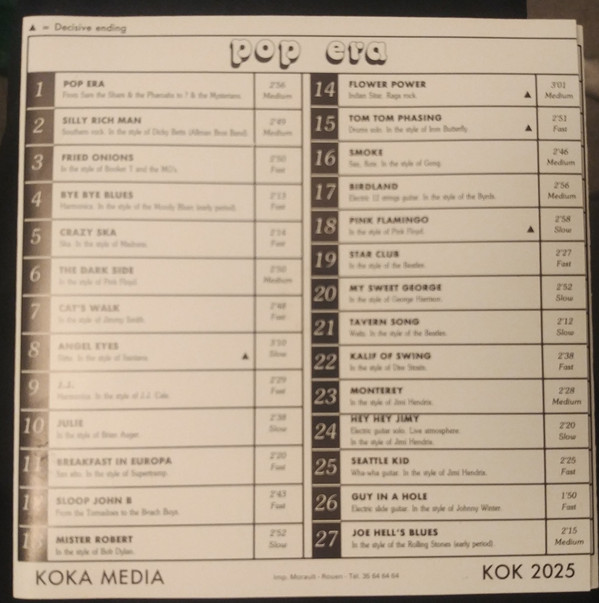 ▲ = Decisive ending
pop era
1 POP ERA 2'56
From Sam the Sham & the Pharaohs to ? & the Mysterians. Medium
2 SILLY RICH MAN 2'49
Southern rock. In the style of Dicky Betts (Allman Bros Band). Medium
3 FRIED ONIONS 2'50
In the style of Booker T and the MG's. Fast
4 BYE BYE BLUES 2'13
Harmonica. In the style of the Moody Blues (early period). Fast
5 CRAZY SKA 2'14
Ska. In the style of Madness. Fast
6 THE DARK SIDE 2'50
In the style of Pink Floyd. Medium
7 CAT'S WALK 2'48
In the style of Jimmy Smith. Fast
8 ANGEL EYES 3'10
In the style of ▲ Slow
9 J.J. 2'29
Harmonica. In the style of J.J. Cale. Fast
10 JULIE 2'38
In the style of Brian Auger. Slow
11 BREAKFAST IN EUROPA 2'20
In the style of Supertramp. Fast
12 SLOOP JOHN B 2'43
From the Tornadoes to the Beach Boys. Fast
13 MISTER ROBERT 2'52
In the style of Bob Dylan. Slow
14 FLOWER POWER 3'01
Indian Sitar. Raga rock. ▲ Medium
15 TOM TOM PHASING 2'51
Drums solo. In the style of Iron Butterfly. ▲ Fast
16 SMOKE 2'46
Sax, flute. In the style of Gong. Medium
17 BIRDLAND 2'56
Electric 12 strings guitar. In the style of the Byrds. Medium
18 PINK FLAMINGO 2'58
In the style of Pink Floyd. ▲ Slow
19 STAR CLUB 2'27
In the style of the Beatles. Fast
20 MY SWEET GEORGE 2'52
In the style of George Harrison. Slow
21 TAVERN SONG 2'12
Waltz. In the style of the Beatles. Slow
22 KALIF OF SWING 2'38
In the style of Dire Straits. Fast
23 MONTEREY 2'28
In the style of Jimi Hendrix. Medium
24 HEY HEY JIMY 2'20
Electric guitar solo. Live atmosphere. Slow
In the style of Jimi Hendrix.
25 SEATTLE KID 2'25
Wha-wha guitar. In the style of Jimi Hendrix. Fast
26 GUY IN A HOLE 1'50
Electric slide guitar. In the style of Johnny Winter. Fast
27 JOE HELL'S BLUES 2'15
In the style of the Rolling Stones (early period). Medium
KOKA MEDIA
Imp. Morault - Rouen - Tél. 35 64 64 64
KOK 2025